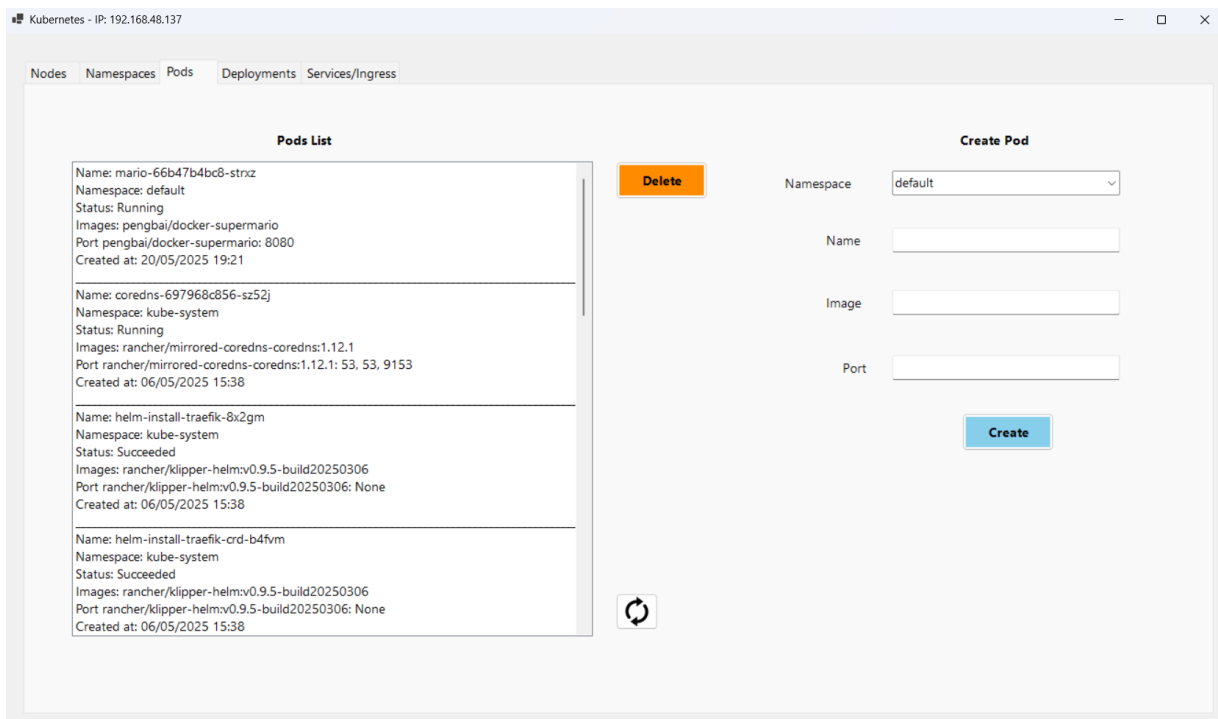 Kubernetes - IP: 192.168.48.137
Nodes Namespaces Pods Deployments Services/Ingress
Pods List
Name: mario-66b47b4bc8-strxz
Namespace: default
Status: Running
Images: pengbai/docker-supermario
Port pengbai/docker-supermario: 8080
Created at: 20/05/2025 19:21
Name: coredns-697968c856-sz52j
Namespace: kube-system
Status: Running
Images: rancher/mirrored-coredns-coredns:1.12.1
Port rancher/mirrored-coredns-coredns:1.12.1: 53, 53, 9153
Created at: 06/05/2025 15:38
Name: helm-install-traefik-8x2gm
Namespace: kube-system
Status: Succeeded
Images: rancher/klipper-helm:v0.9.5-build20250306
Port rancher/klipper-helm:v0.9.5-build20250306: None
Created at: 06/05/2025 15:38
Name: helm-install-traefik-crd-b4fvm
Namespace: kube-system
Status: Succeeded
Images: rancher/klipper-helm:v0.9.5-build20250306
Port rancher/klipper-helm:v0.9.5-build20250306: None
Created at: 06/05/2025 15:38
Delete
Create Pod
Namespace default
Name
Image
Port
Create